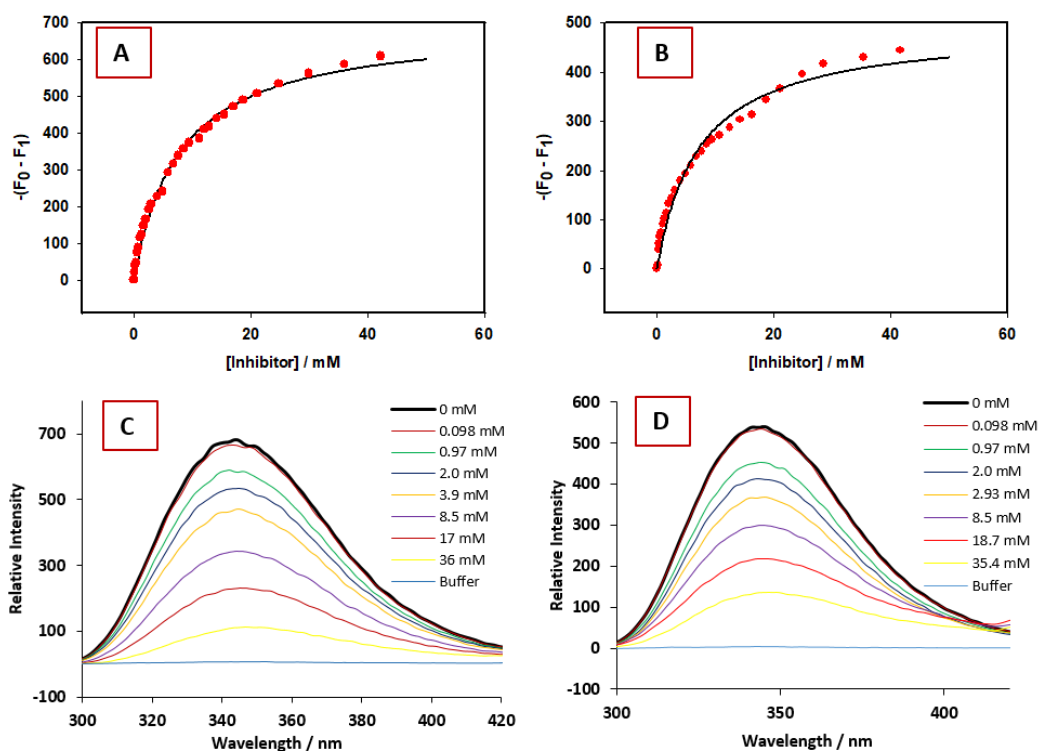 A
700
600
500
400
300
200
100
0
-(F0 - F1)
0 20 40 60
[Inhibitor] / mM
B
500
400
300
200
100
0
-(F0 - F1)
0 20 40 60
[Inhibitor] / mM
C
700
500
300
100
-100
Relative Intensity
300 320 340 360 380 400 420
Wavelength / nm
0 mM
0.098 mM
0.97 mM
2.0 mM
3.9 mM
8.5 mM
17 mM
36 mM
Buffer
D
600
500
400
300
200
100
0
-100
Relative Intensity
300 350 400
Wavelength / nm
0 mM
0.098 mM
0.97 mM
2.0 mM
2.93 mM
8.5 mM
18.7 mM
35.4 mM
Buffer